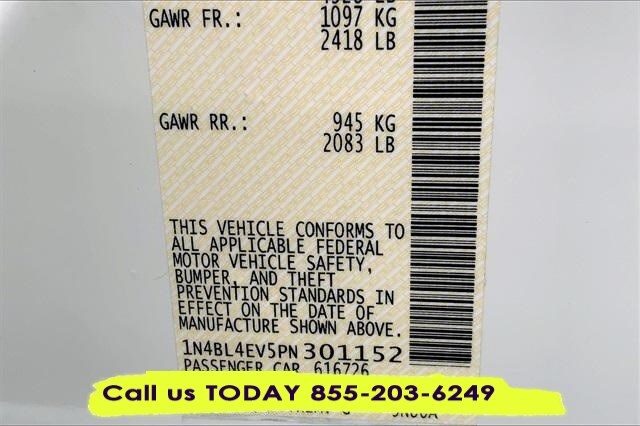 GAWR FR.: 1097 KG
2418 LB
GAWR RR.: 945 KG
2083 LB
THIS VEHICLE CONFORMS TO
ALL APPLICABLE FEDERAL
MOTOR VEHICLE SAFETY,
BUMPER, AND THEFT
PREVENTION STANDARDS IN
EFFECT ON THE DATE OF
MANUFACTURE SHOWN ABOVE.
1N4BL4EV5PN301152
PASSENGER CAR 616726
Call us TODAY 855-203-6249